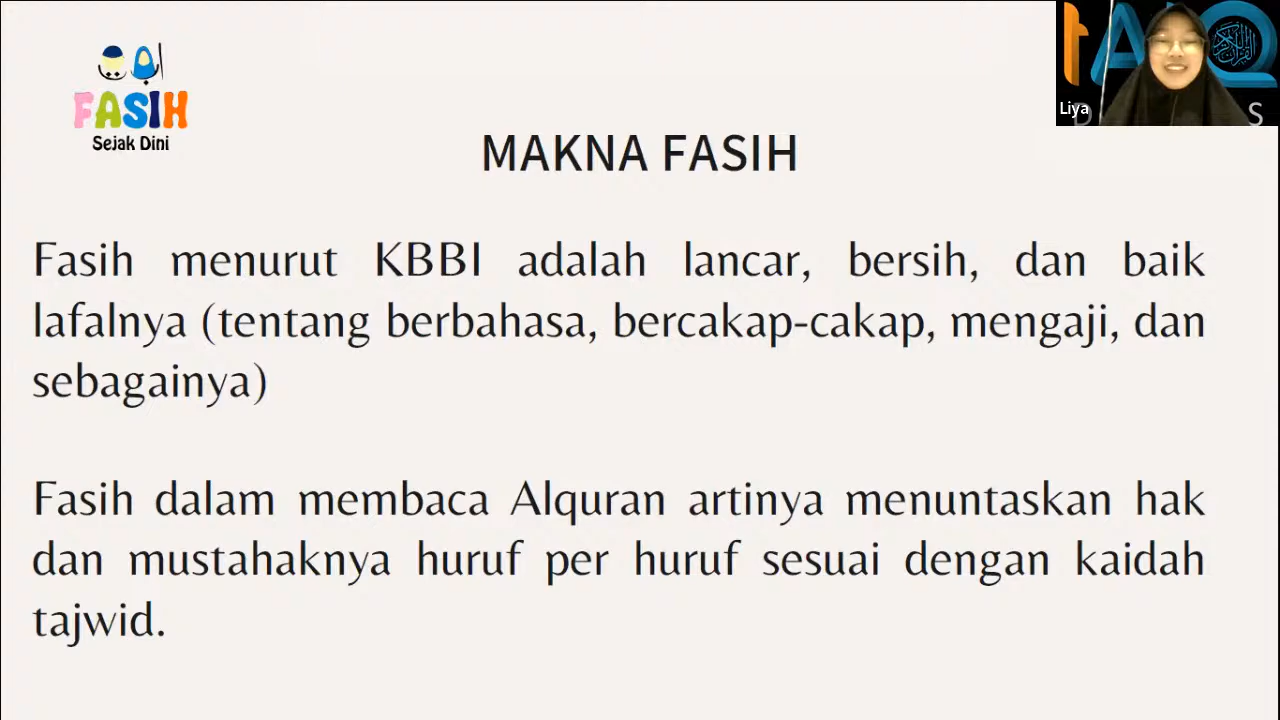 FASIH
Sejak Dini
Liya
MAKNA FASIH
Fasih menurut KBBI adalah lancar, bersih, dan baik
lafalnya (tentang berbahasa, bercakap-cakap, mengaji, dan
sebagainya)
Fasih dalam membaca Alquran artinya menuntaskan hak
dan mustahaknya huruf per huruf sesuai dengan kaidah
tajwid.